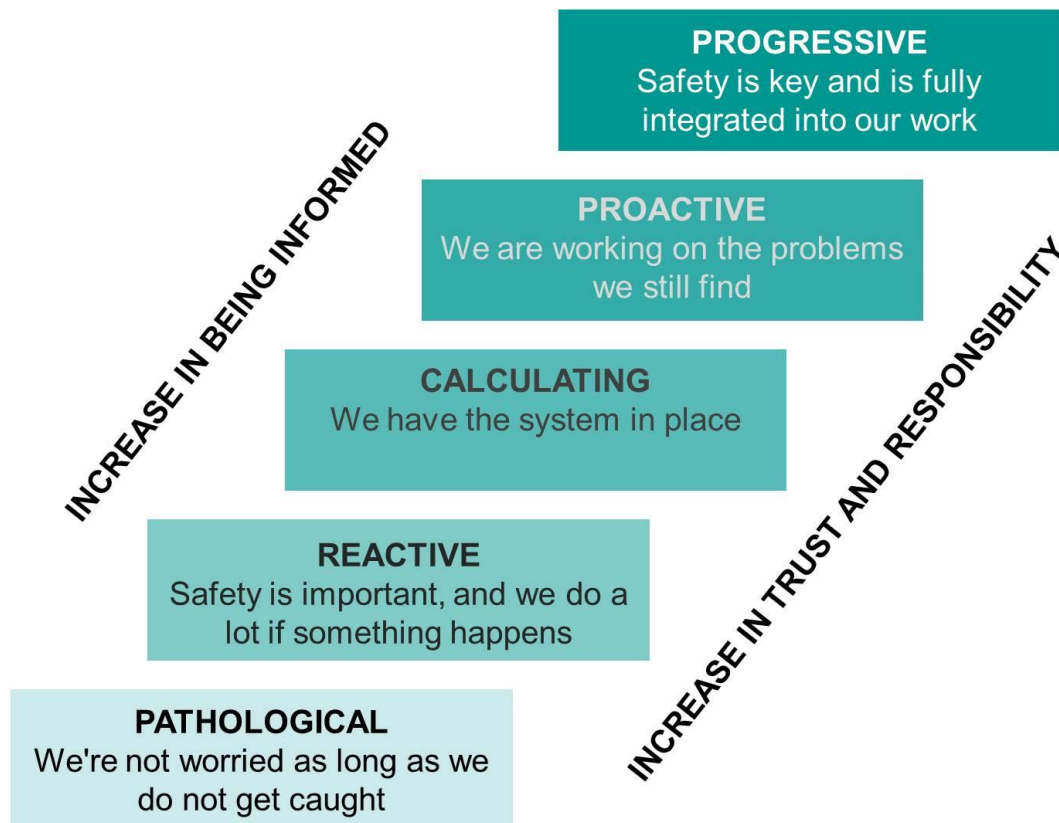 PROGRESSIVE
Safety is key and is fully
integrated into our work
INCREASE IN BEING INFORMED
PROACTIVE
We are working on the problems
we still find
INCREASE IN TRUST AND RESPONSIBILITY
CALCULATING
We have the system in place
REACTIVE
Safety is important, and we do a
lot if something happens
PATHOLOGICAL
We're not worried as long as we
do not get caught